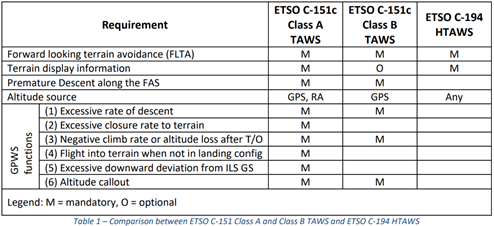 Requirement ETSO C-151c Class A TAWS ETSO C-151c Class B TAWS ETSO C-194 HTAWS
Forward looking terrain avoidance (FLTA) M M M
Terrain display information M O M
Premature Descent along the FAS M M
Altitude source GPS, RA GPS Any
GPWS functions
(1) Excessive rate of descent M M
(2) Excessive closure rate to terrain M
(3) Negative climb rate or altitude loss after T/O M M
(4) Flight into terrain when not in landing config M
(5) Excessive downward deviation from ILS GS M
(6) Altitude callout M M
Legend: M = mandatory, O = optional
Table 1 – Comparison between ETSO C-151 Class A and Class B TAWS and ETSO C-194 HTAWS